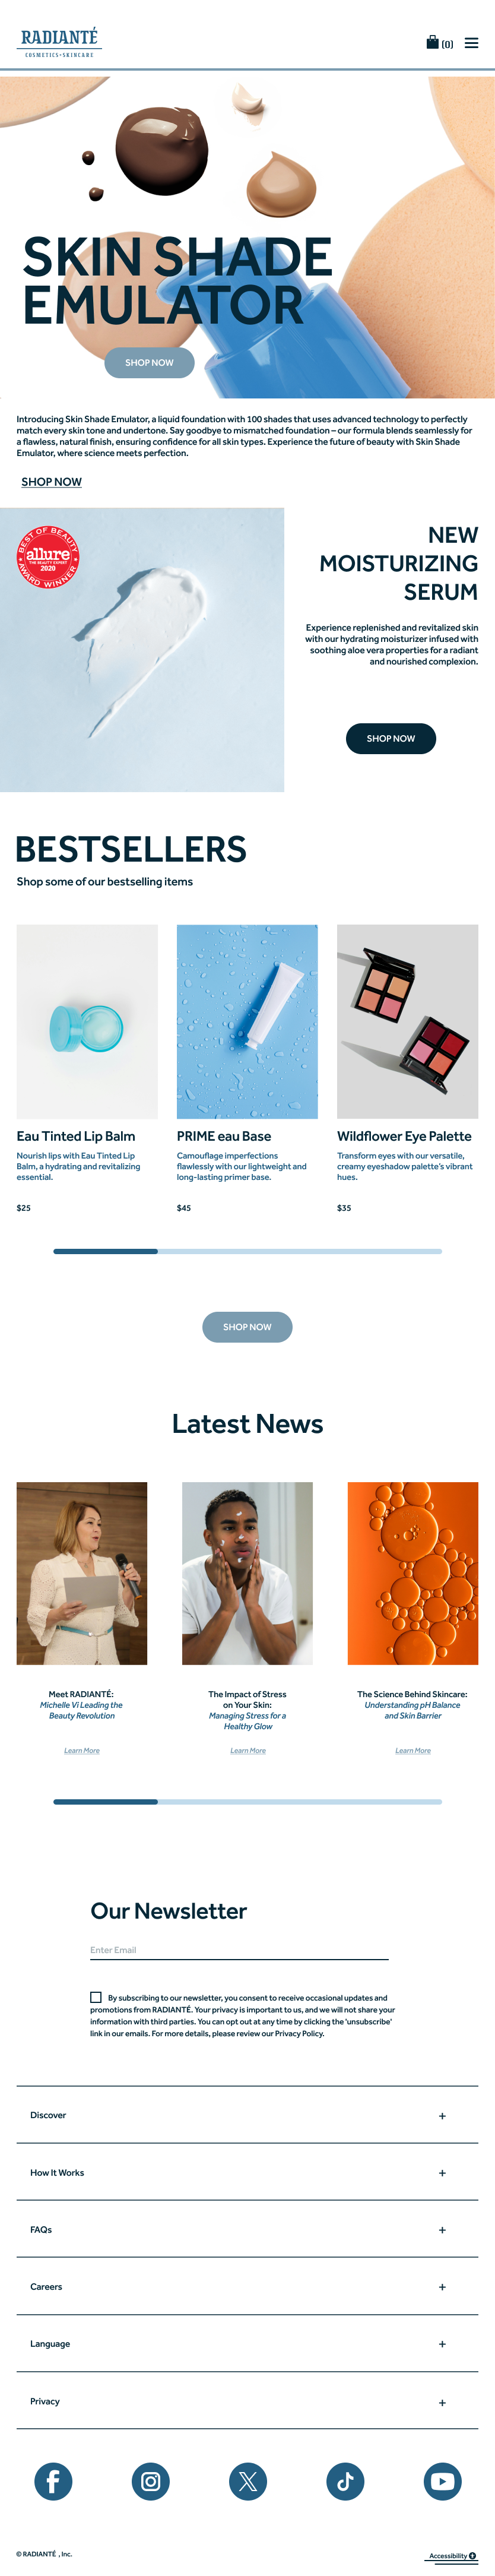 RADIANTÉ
COSMETICS•SKINCARE
(0)
SKIN SHADE
EMULATOR
SHOP NOW
Introducing Skin Shade Emulator, a liquid foundation with 100 shades that uses advanced technology to perfectly
match every skin tone and undertone. Say goodbye to mismatched foundation – our formula blends seamlessly for
a flawless, natural finish, ensuring confidence for all skin types. Experience the future of beauty with Skin Shade
Emulator, where science meets perfection.
SHOP NOW
BEST OF BEAUTY
allure
THE BEAUTY EXPERT
2020
AWARD WINNER
NEW
MOISTURIZING
SERUM
Experience replenished and revitalized skin
with our hydrating moisturizer infused with
soothing aloe vera properties for a radiant
and nourished complexion.
SHOP NOW
BESTSELLERS
Shop some of our bestselling items
Eau Tinted Lip Balm
Nourish lips with Eau Tinted Lip
Balm, a hydrating and revitalizing
essential.
$25
PRIME eau Base
Camouflage imperfections
flawlessly with our lightweight and
long-lasting primer base.
$45
Wildflower Eye Palette
Transform eyes with our versatile,
creamy eyeshadow palette's vibrant
hues.
$35
SHOP NOW
Latest News
Meet RADIANTÉ:
Michelle Vi Leading the
Beauty Revolution
Learn More
The Impact of Stress
on Your Skin:
Managing Stress for a
Healthy Glow
Learn More
The Science Behind Skincare:
Understanding pH Balance
and Skin Barrier
Learn More
Our Newsletter
Enter Email
By subscribing to our newsletter, you consent to receive occasional updates and
promotions from RADIANTÉ. Your privacy is important to us, and we will not share your
information with third parties. You can opt out at any time by clicking the 'unsubscribe'
link in our emails. For more details, please review our Privacy Policy.
Discover +
How It Works +
FAQs +
Careers +
Language +
Privacy +
© RADIANTÉ , Inc.
Accessibility